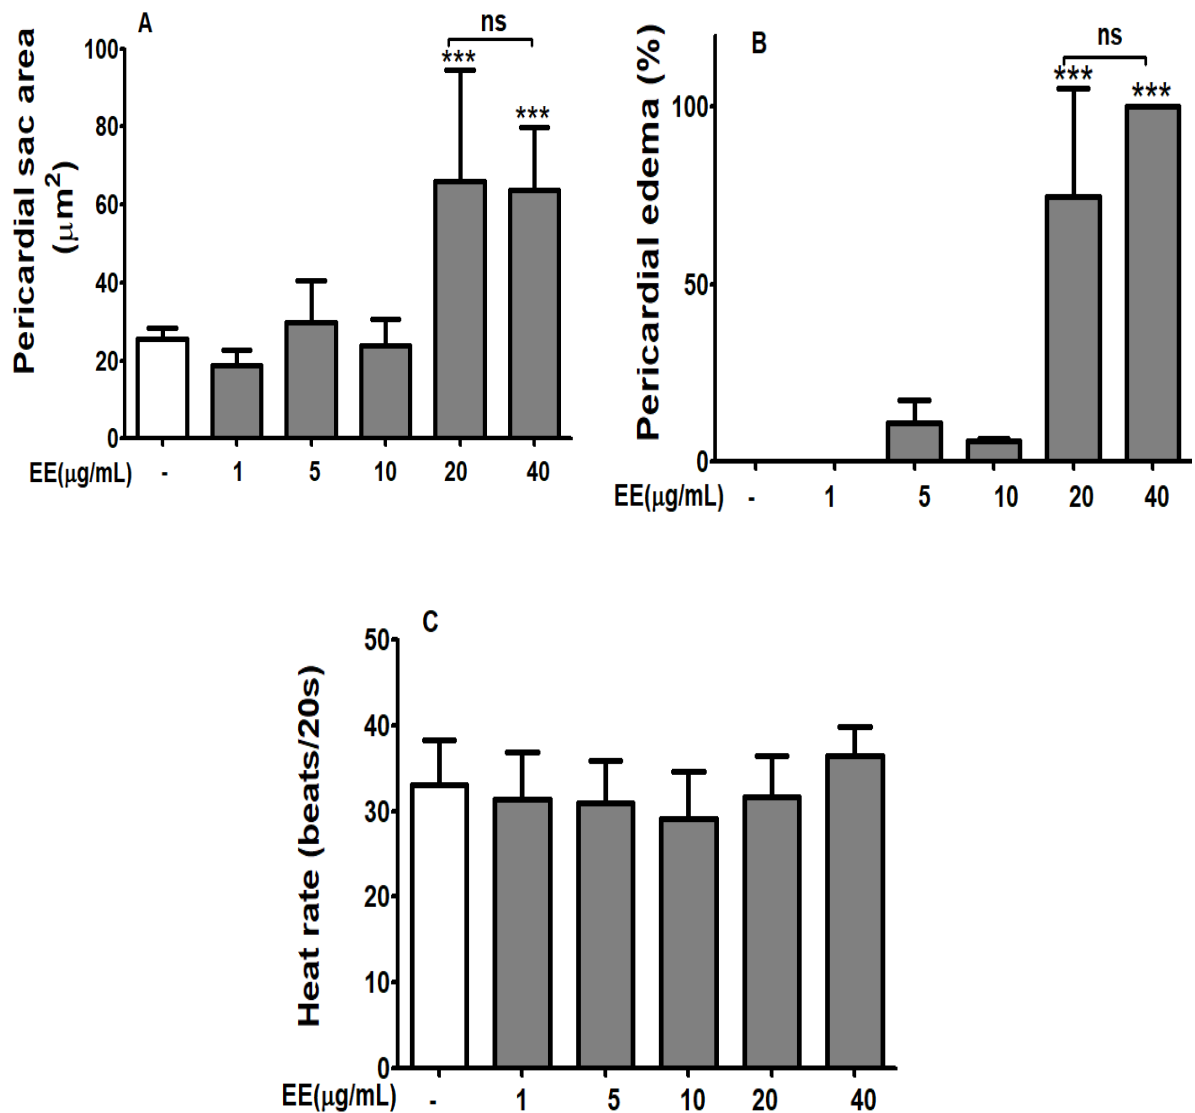 A
ns
***
***
100
80
60
40
20
0
Pericardial sac area
(μm²)
EE(μg/mL) - 1 5 10 20 40
B
ns
***
***
100
50
0
Pericardial edema (%)
EE(μg/mL) - 1 5 10 20 40
C
50
40
30
20
10
0
Heat rate (beats/20s)
EE(μg/mL) - 1 5 10 20 40